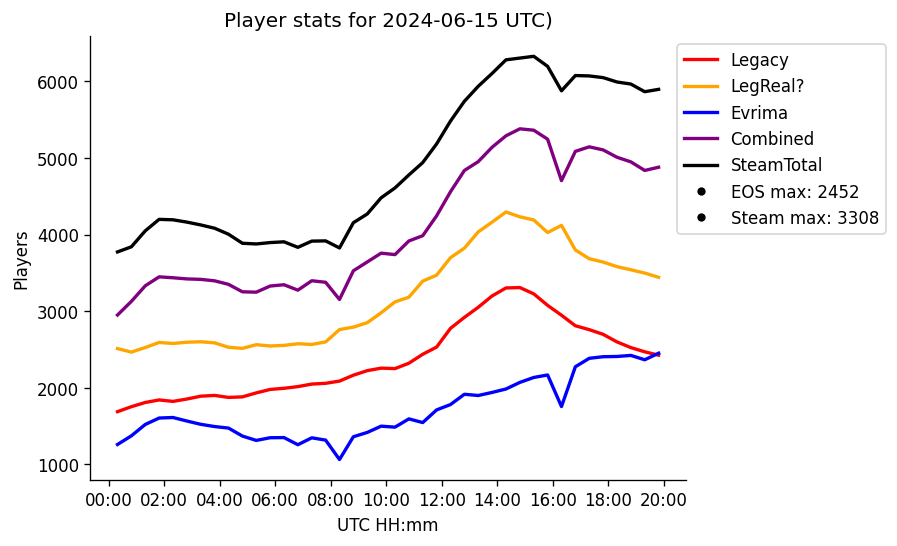 Player stats for 2024-06-15 UTC)
Legacy
LegReal?
Evrima
Combined
SteamTotal
EOS max: 2452
Steam max: 3308
Players
6000
5000
4000
3000
2000
1000
00:00 02:00 04:00 06:00 08:00 10:00 12:00 14:00 16:00 18:00 20:00
UTC HH:mm